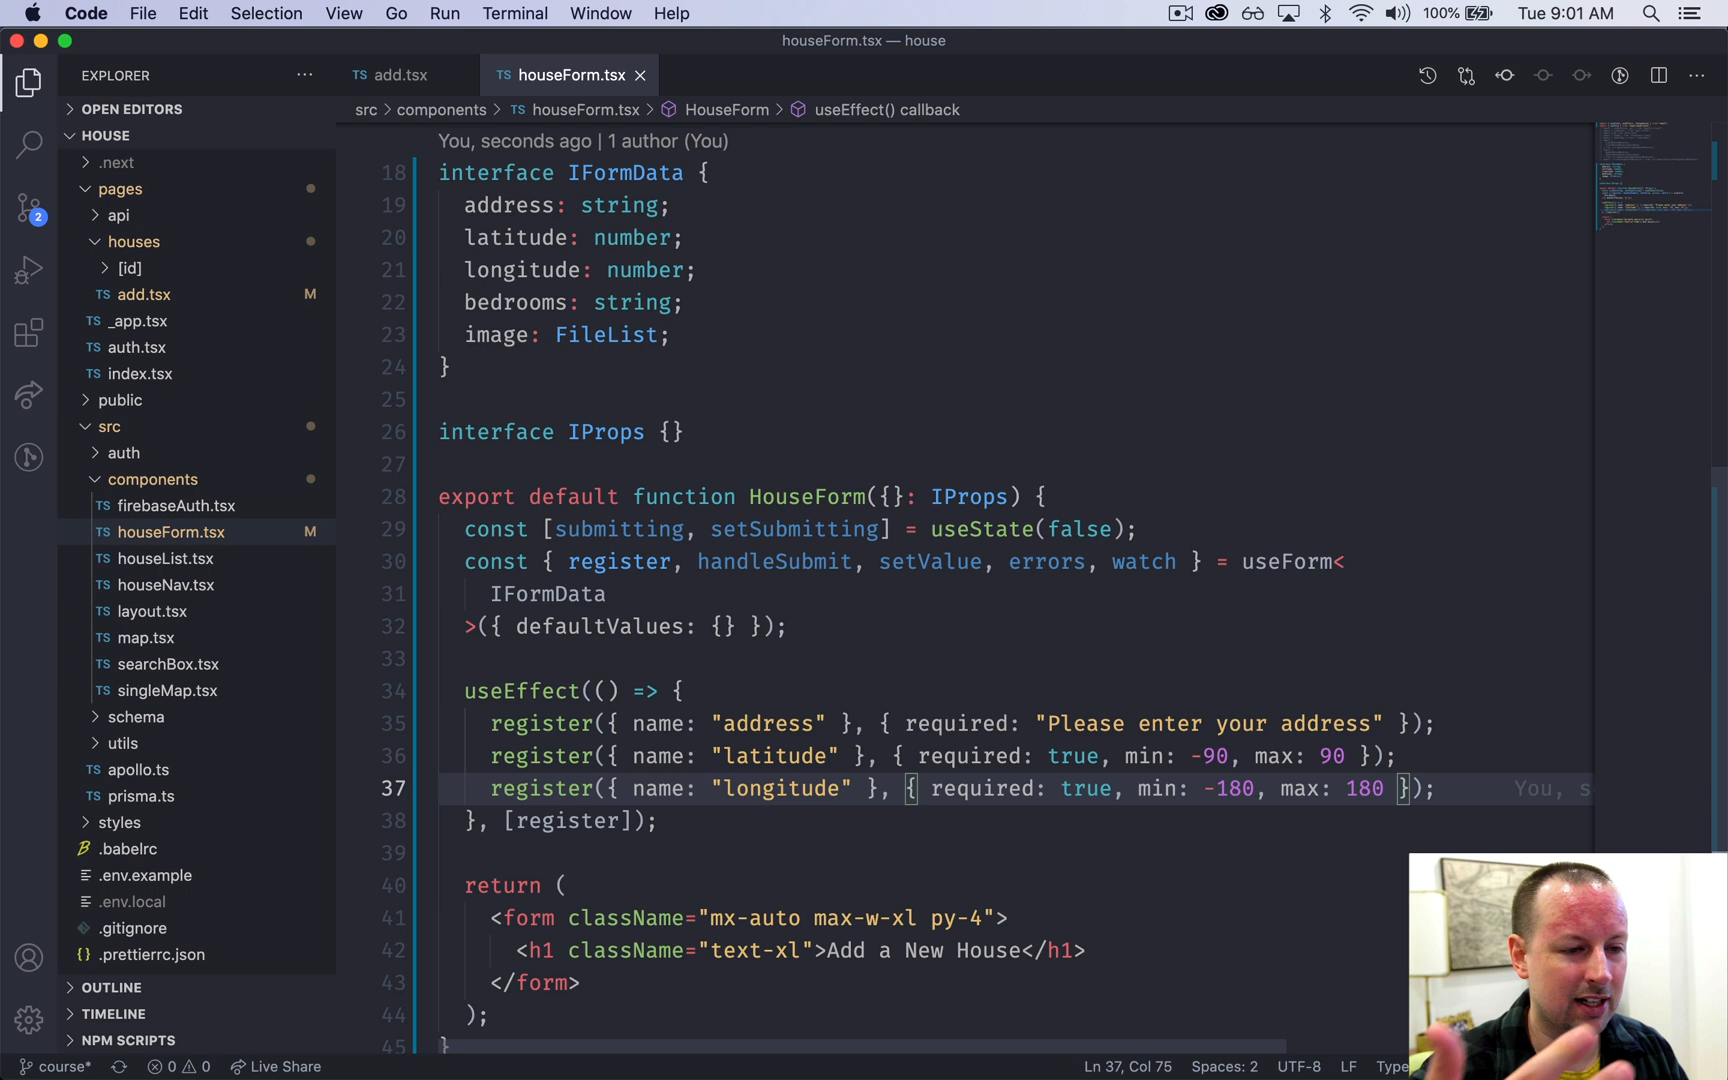 Code File Edit Selection View Go Run Terminal Window Help 100% Tue 9:01 AM
houseForm.tsx — house
EXPLORER
TS add.tsx TS houseForm.tsx
OPEN EDITORS
src components TS houseForm.tsx HouseForm useEffect() callback
HOUSE
.next
pages
api
houses
[id]
TS add.tsx M
TS _app.tsx
TS auth.tsx
TS index.tsx
public
src
auth
components
TS firebaseAuth.tsx
TS houseForm.tsx M
TS houseList.tsx
TS houseNav.tsx
TS layout.tsx
TS map.tsx
TS searchBox.tsx
TS singleMap.tsx
schema
utils
TS apollo.ts
TS prisma.ts
styles
.babelrc
.env.example
.env.local
.gitignore
{} .prettierrc.json
OUTLINE
TIMELINE
NPM SCRIPTS
2
You, seconds ago | 1 author (You)
18 interface IFormData {
19 address: string;
20 latitude: number;
21 longitude: number;
22 bedrooms: string;
23 image: FileList;
24 }
25
26 interface IProps {}
27
28 export default function HouseForm({}: IProps) {
29 const [submitting, setSubmitting] = useState(false);
30 const { register, handleSubmit, setValue, errors, watch } = useForm<
31 IFormData
32 >({ defaultValues: {} });
33
34 useEffect(() => {
35 register({ name: "address" }, { required: "Please enter your address" });
36 register({ name: "latitude" }, { required: true, min: -90, max: 90 });
37 register({ name: "longitude" }, { required: true, min: -180, max: 180 }); You, s
38 }, [register]);
39
40 return (
41 <form className="mx-auto max-w-xl py-4">
42 <h1 className="text-xl">Add a New House</h1>
43 </form>
44 );
45 }
course* 0 0 Live Share Ln 37, Col 75 Spaces: 2 UTF-8 LF Type